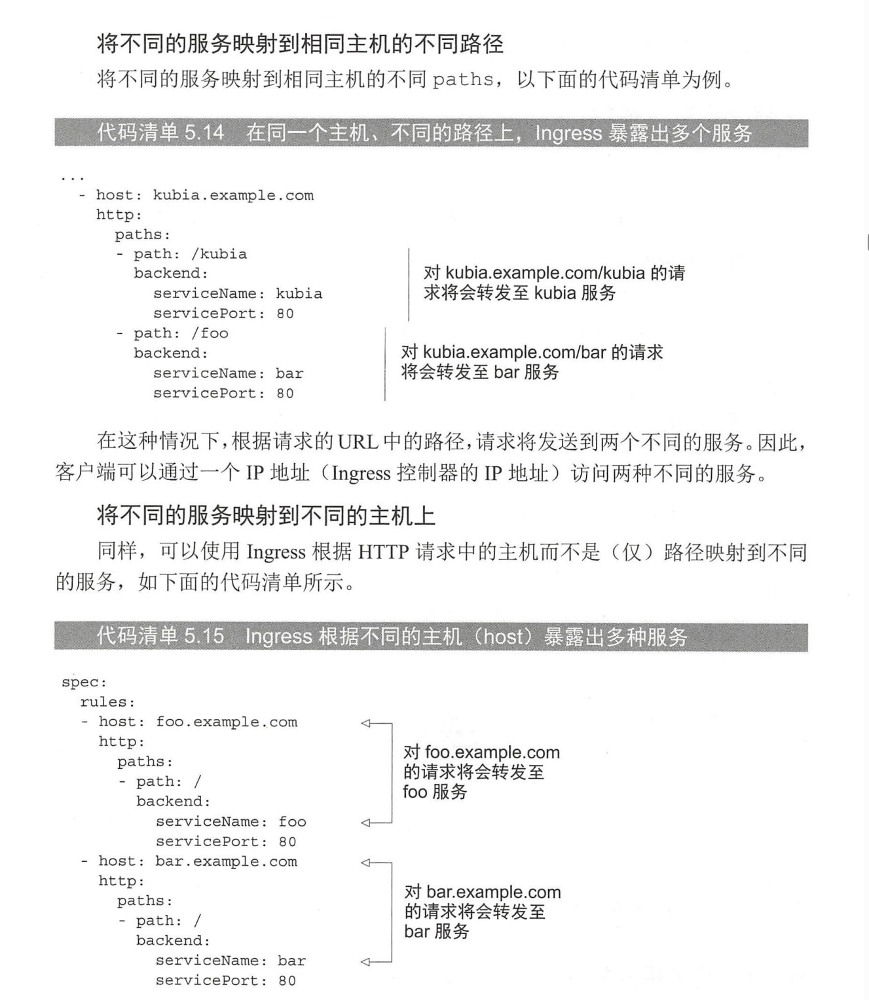 将不同的服务映射到相同主机的不同路径
将不同的服务映射到相同主机的不同 paths，以下面的代码清单为例。
代码清单 5.14 在同一个主机、不同的路径上，Ingress 暴露出多个服务
...
- host: kubia.example.com
http:
paths:
- path: /kubia
backend:
serviceName: kubia
servicePort: 80
对 kubia.example.com/kubia 的请
求将会转发至 kubia 服务
- path: /foo
backend:
serviceName: bar
servicePort: 80
对 kubia.example.com/bar 的请求
将会转发至 bar 服务
在这种情况下，根据请求的 URL 中的路径，请求将发送到两个不同的服务。因此，
客户端可以通过一个 IP 地址（Ingress 控制器的 IP 地址）访问两种不同的服务。
将不同的服务映射到不同的主机上
同样，可以使用 Ingress 根据 HTTP 请求中的主机而不是（仅）路径映射到不同
的服务，如下面的代码清单所示。
代码清单 5.15 Ingress 根据不同的主机（host）暴露出多种服务
spec:
rules:
- host: foo.example.com
http:
paths:
- path: /
backend:
serviceName: foo
servicePort: 80
对 foo.example.com
的请求将会转发至
foo 服务
- host: bar.example.com
http:
paths:
- path: /
backend:
serviceName: bar
servicePort: 80
对 bar.example.com
的请求将会转发至
bar 服务